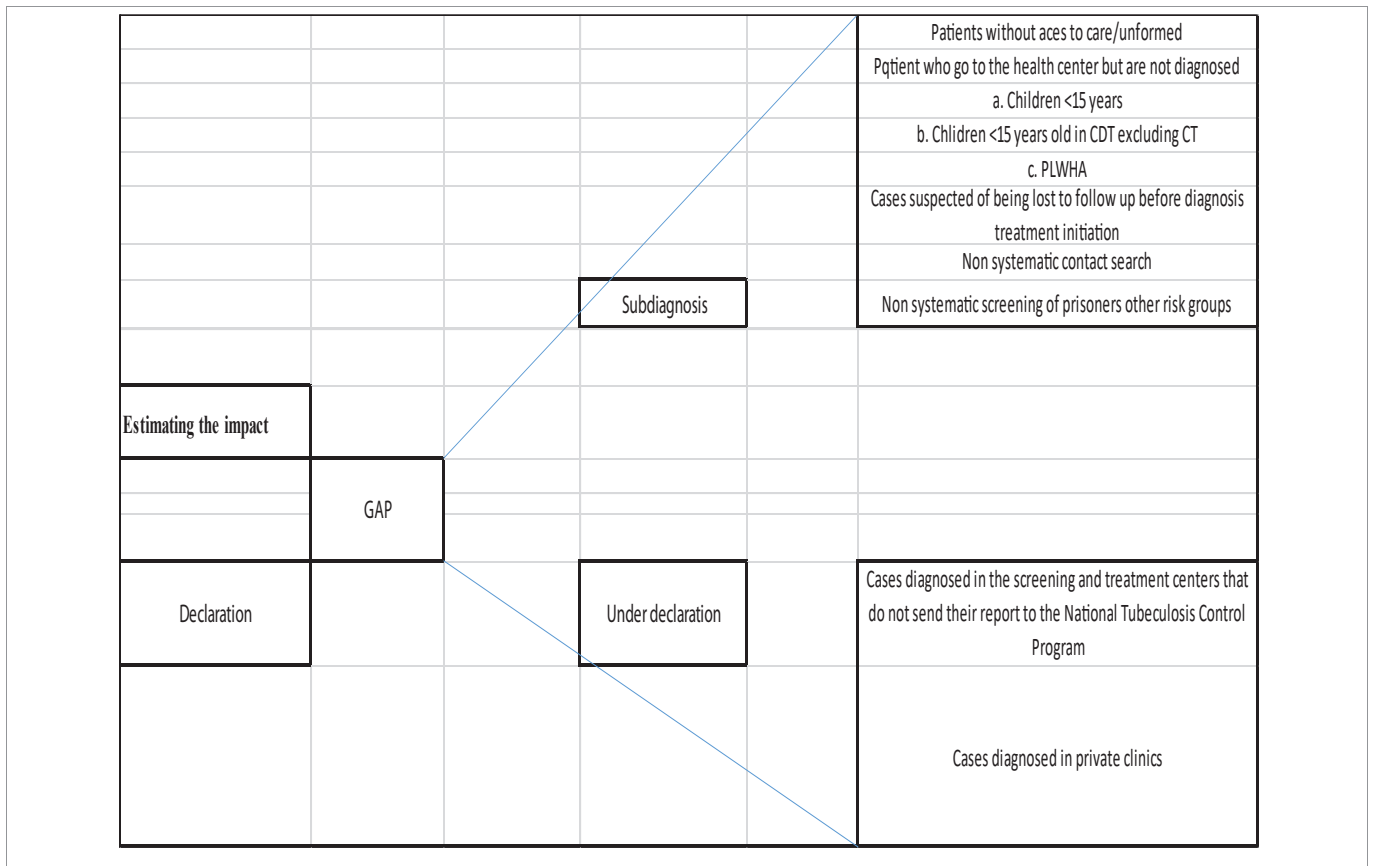 Patients without aces to care/unformed
Pqtient who go to the health center but are not diagnosed
a. Children <15 years
b. Chlidren <15 years old in CDT excluding CT
c. PLWHA
Cases suspected of being lost to follow up before diagnosis
treatment initiation
Non systematic contact search
Subdiagnosis
Non systematic screening of prisoners other risk groups
Estimating the impact
GAP
Declaration
Under declaration
Cases diagnosed in the screening and treatment centers that
do not send their report to the National Tubeculosis Control
Program
Cases diagnosed in private clinics